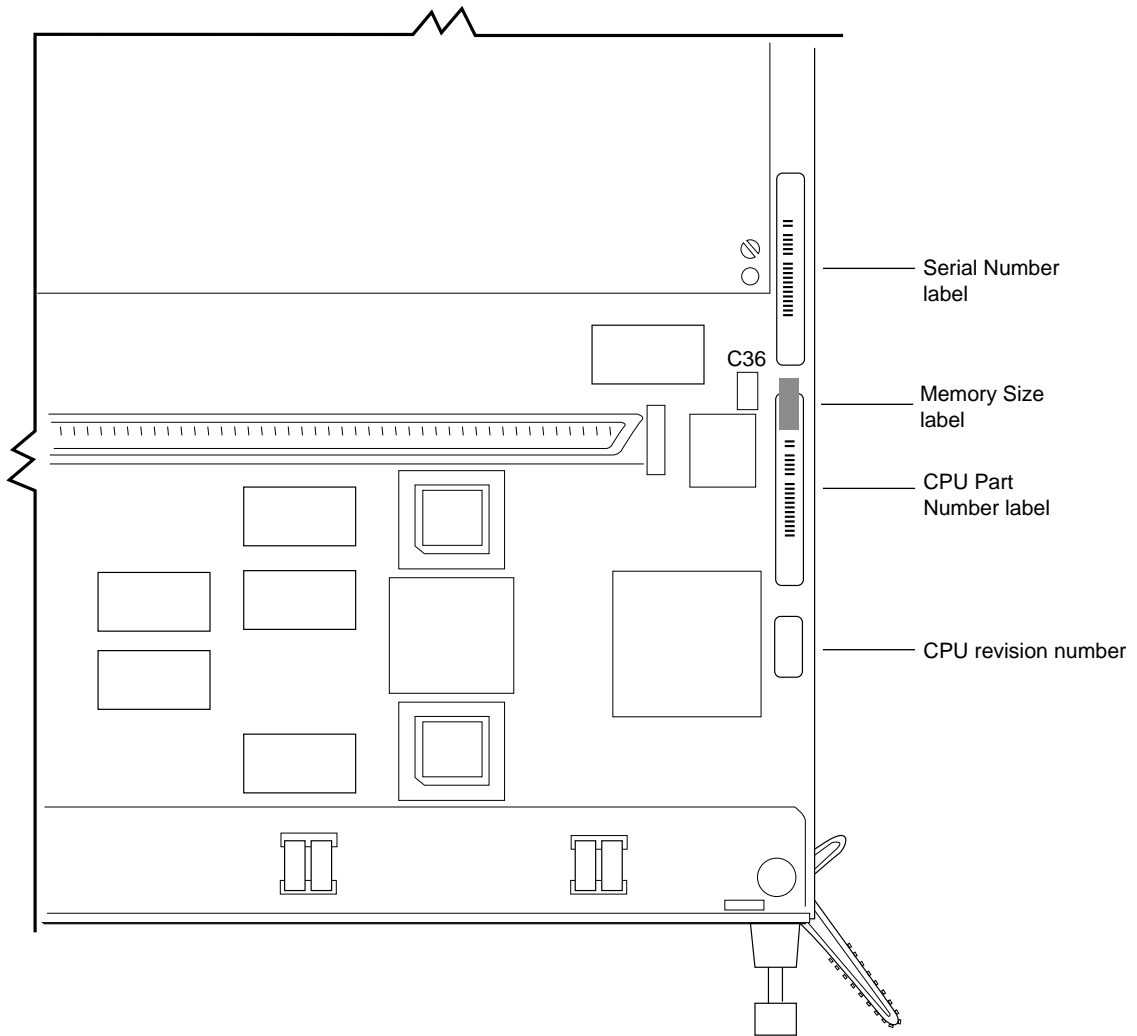 Serial Number
label
C36
Memory Size
label
CPU Part
Number label
CPU revision number